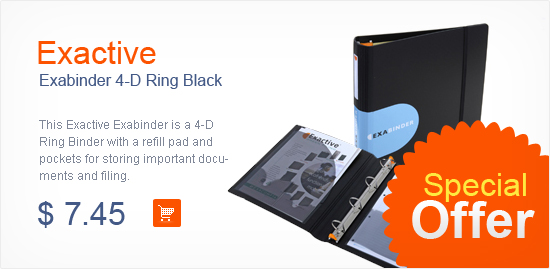 Exactive
Exabinder 4-D Ring Black
This Exactive Exabinder is a 4-D
Ring Binder with a refill pad and
pockets for storing important docu-
ments and filing.
$ 7.45
EXABINDER
Exactive
Special
Offer